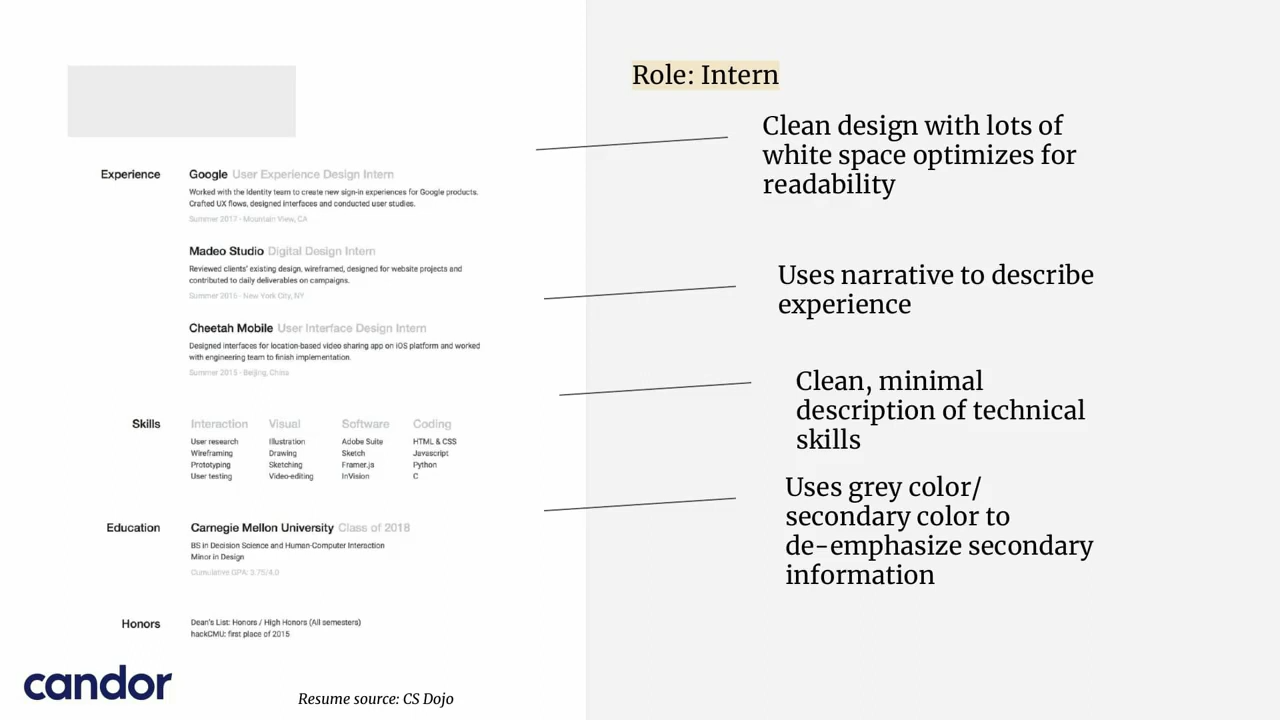 Role: Intern
Clean design with lots of
white space optimizes for
readability
Uses narrative to describe
experience
Clean, minimal
description of technical
skills
Uses grey color/
secondary color to
de-emphasize secondary
information
Experience
Google User Experience Design Intern
Worked with the Identity team to create new sign-in experiences for Google products.
Crafted UX flows, designed interfaces and conducted user studies.
Summer 2017 - Mountain View, CA
Madeo Studio Digital Design Intern
Reviewed clients' existing design, wireframed, designed for website projects and
contributed to daily deliverables on campaigns.
Summer 2016 - New York City, NY
Cheetah Mobile User Interface Design Intern
Designed interfaces for location-based video sharing app on iOS platform and worked
with engineering team to finish implementation.
Summer 2015 - Beijing, China
Skills
Interaction Visual Software Coding
User research Illustration Adobe Suite HTML & CSS
Wireframing Drawing Sketch Javascript
Prototyping Sketching Framer.js Python
User testing Video-editing InVision C
Education
Carnegie Mellon University Class of 2018
BS in Decision Science and Human-Computer Interaction
Minor in Design
Cumulative GPA: 3.75/4.0
Honors
Dean's List: Honors / High Honors (All semesters)
hackCMU: first place of 2015
candor
Resume source: CS Dojo